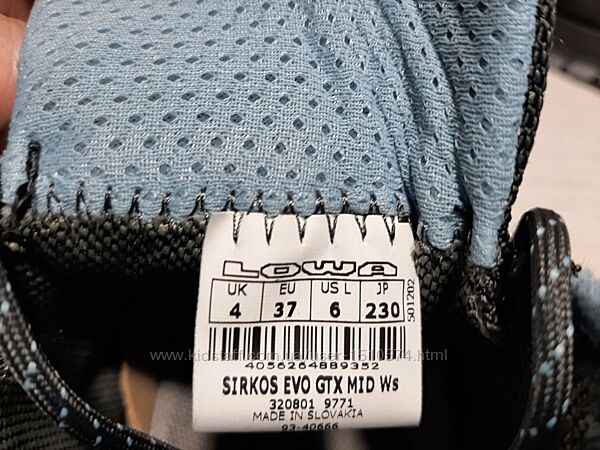 LOWA
UK EU US L JP
4 37 6 230
501202
4056264889352
SIRKOS EVO GTX MID Ws
320801 9771
MADE IN SLOVAKIA
93-40666